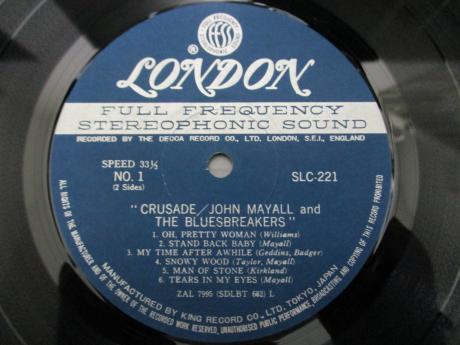 FULL FREQUENCY
ffss
STEREOPHONIC
® LONDON
FULL FREQUENCY
STEREOPHONIC SOUND
RECORDED BY THE DECCA RECORD CO., LTD. LONDON, S.E.I., ENGLAND
SPEED 33⅓
NO. 1
(2 Sides)
SLC-221
"CRUSADE/JOHN MAYALL and
THE BLUESBREAKERS"
1. OH, PRETTY WOMAN (Williams)
2. STAND BACK BABY (Mayall)
3. MY TIME AFTER AWHILE (Geddins, Badger)
4. SNOWY WOOD (Taylor, Mayall)
5. MAN OF STONE (Kirkland)
6. TEARS IN MY EYES (Mayall)
ZAL 7995 (SDLBT 682) L
MANUFACTURED BY KING RECORD CO., LTD. TOKYO, JAPAN
ALL RIGHTS OF THE MANUFACTURER AND OF THE OWNER OF THE RECORDED WORK RESERVED, UNAUTHORISED PUBLIC PERFORMANCE, BROADCASTING AND COPYING OF THIS RECORD PROHIBITED